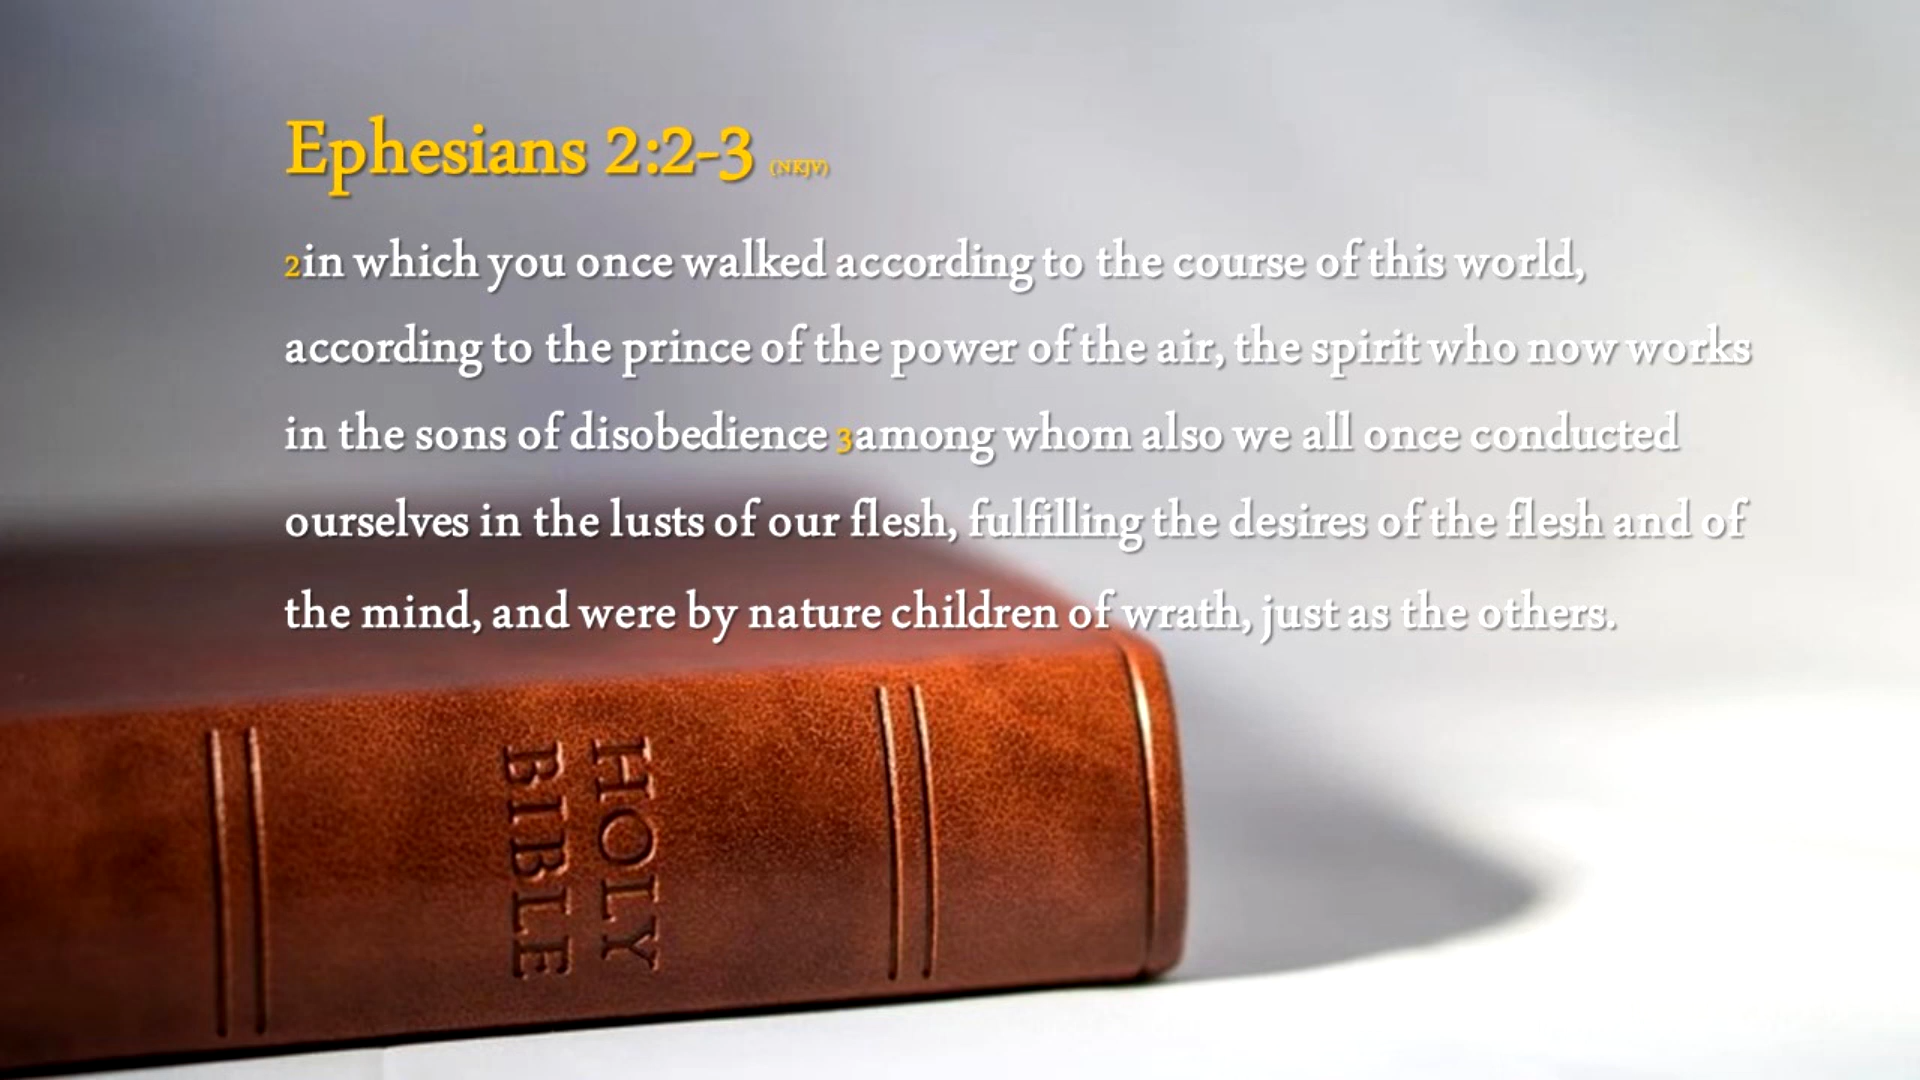 Ephesians 2:2-3 (NKJV)
2in which you once walked according to the course of this world,
according to the prince of the power of the air, the spirit who now works
in the sons of disobedience 3among whom also we all once conducted
ourselves in the lusts of our flesh, fulfilling the desires of the flesh and of
the mind, and were by nature children of wrath, just as the others.
HOLY
BIBLE